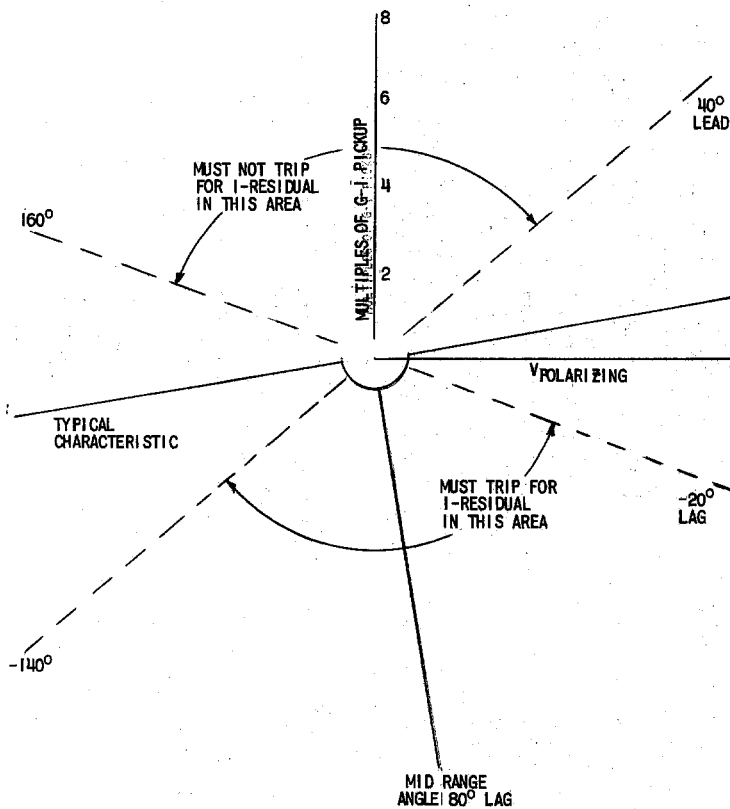 8
6
4
2
MULTIPLES OF G-I PICKUP
40°
LEAD
MUST NOT TRIP
FOR I-RESIDUAL
IN THIS AREA
160°
VPOLARIZING
TYPICAL
CHARACTERISTIC
MUST TRIP FOR
I-RESIDUAL
IN THIS AREA
-20°
LAG
-140°
MID RANGE
ANGLE 80° LAG